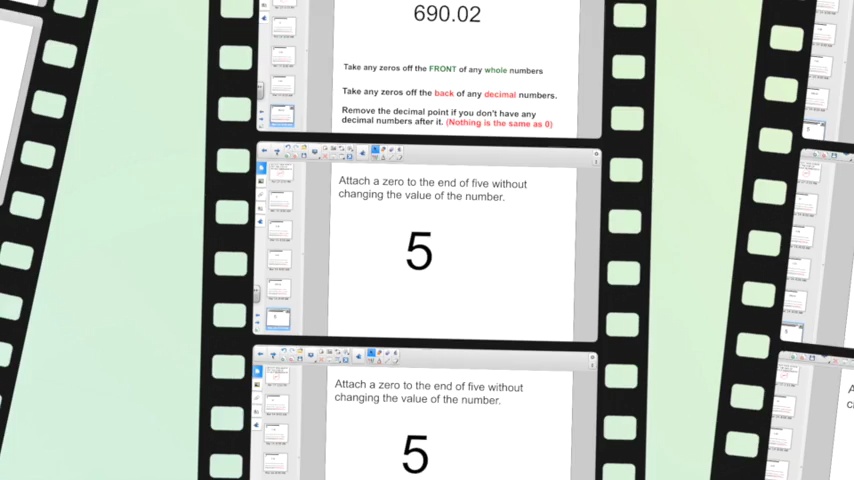 690.02
Take any zeros off the FRONT of any whole numbers
Take any zeros off the back of any decimal numbers.
Remove the decimal point if you don't have any
decimal numbers after it. (Nothing is the same as 0)
Attach a zero to the end of five without
changing the value of the number.
5
Attach a zero to the end of five without
changing the value of the number.
5